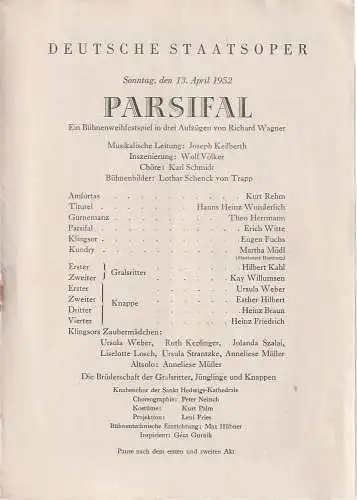 DEUTSCHE STAATSOPER
Sonntag, den 13. April 1952
PARSIFAL
Ein Bühnenweihfestspiel in drei Aufzügen von Richard Wagner
Musikalische Leitung: Joseph Keilberth
Inszenierung: Wolf Völker
Chöre: Karl Schmidt
Bühnenbilder: Lothar Schenck von Trapp
Amfortas . . . . . . . . Kurt Rehm
Titurel . . . . . . . . Hanns Heinz Wunderlich
Gurnemanz . . . . . . . . Theo Herrmann
Parsifal . . . . . . . . Erich Witte
Klingsor . . . . . . . . Eugen Fuchs
Kundry . . . . . . . . Martha Mödl
(Staatsoper Hamburg)
Erster } Gralsritter . . . . . . Hilbert Kahl
Zweiter . . . . . . Kay Willumsen
Erster . . . . . . Ursula Weber
Zweiter } Knappe . . . . . . Esther Hilbert
Dritter . . . . . . Heinz Braun
Vierter . . . . . . Heinz Friedrich
Klingsors Zaubermädchen:
Ursula Weber, Ruth Keplinger, Jolanda Szalai,
Liselotte Losch, Ursula Strantzke, Anneliese Müller
Altsolo: Anneliese Müller
Die Brüderschaft der Gralsritter, Jünglinge und Knappen
Knabenchor der Sankt Hedwigs-Kathedrale
Choreographie: Peter Neitsch
Kostüme: Kurt Palm
Projektion: Leni Fries
Bühnentechnische Einrichtung: Max Hübner
Inspizient:
Pause nach dem ersten und zweiten Akt